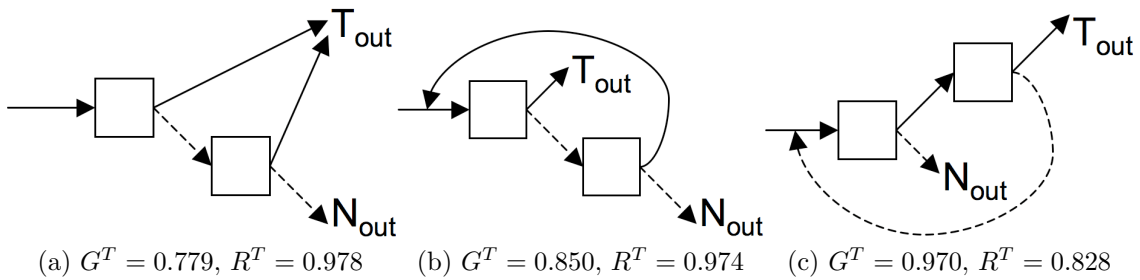 T_out
N_out
(a) G^T = 0.779, R^T = 0.978
T_out
N_out
(b) G^T = 0.850, R^T = 0.974
T_out
N_out
(c) G^T = 0.970, R^T = 0.828